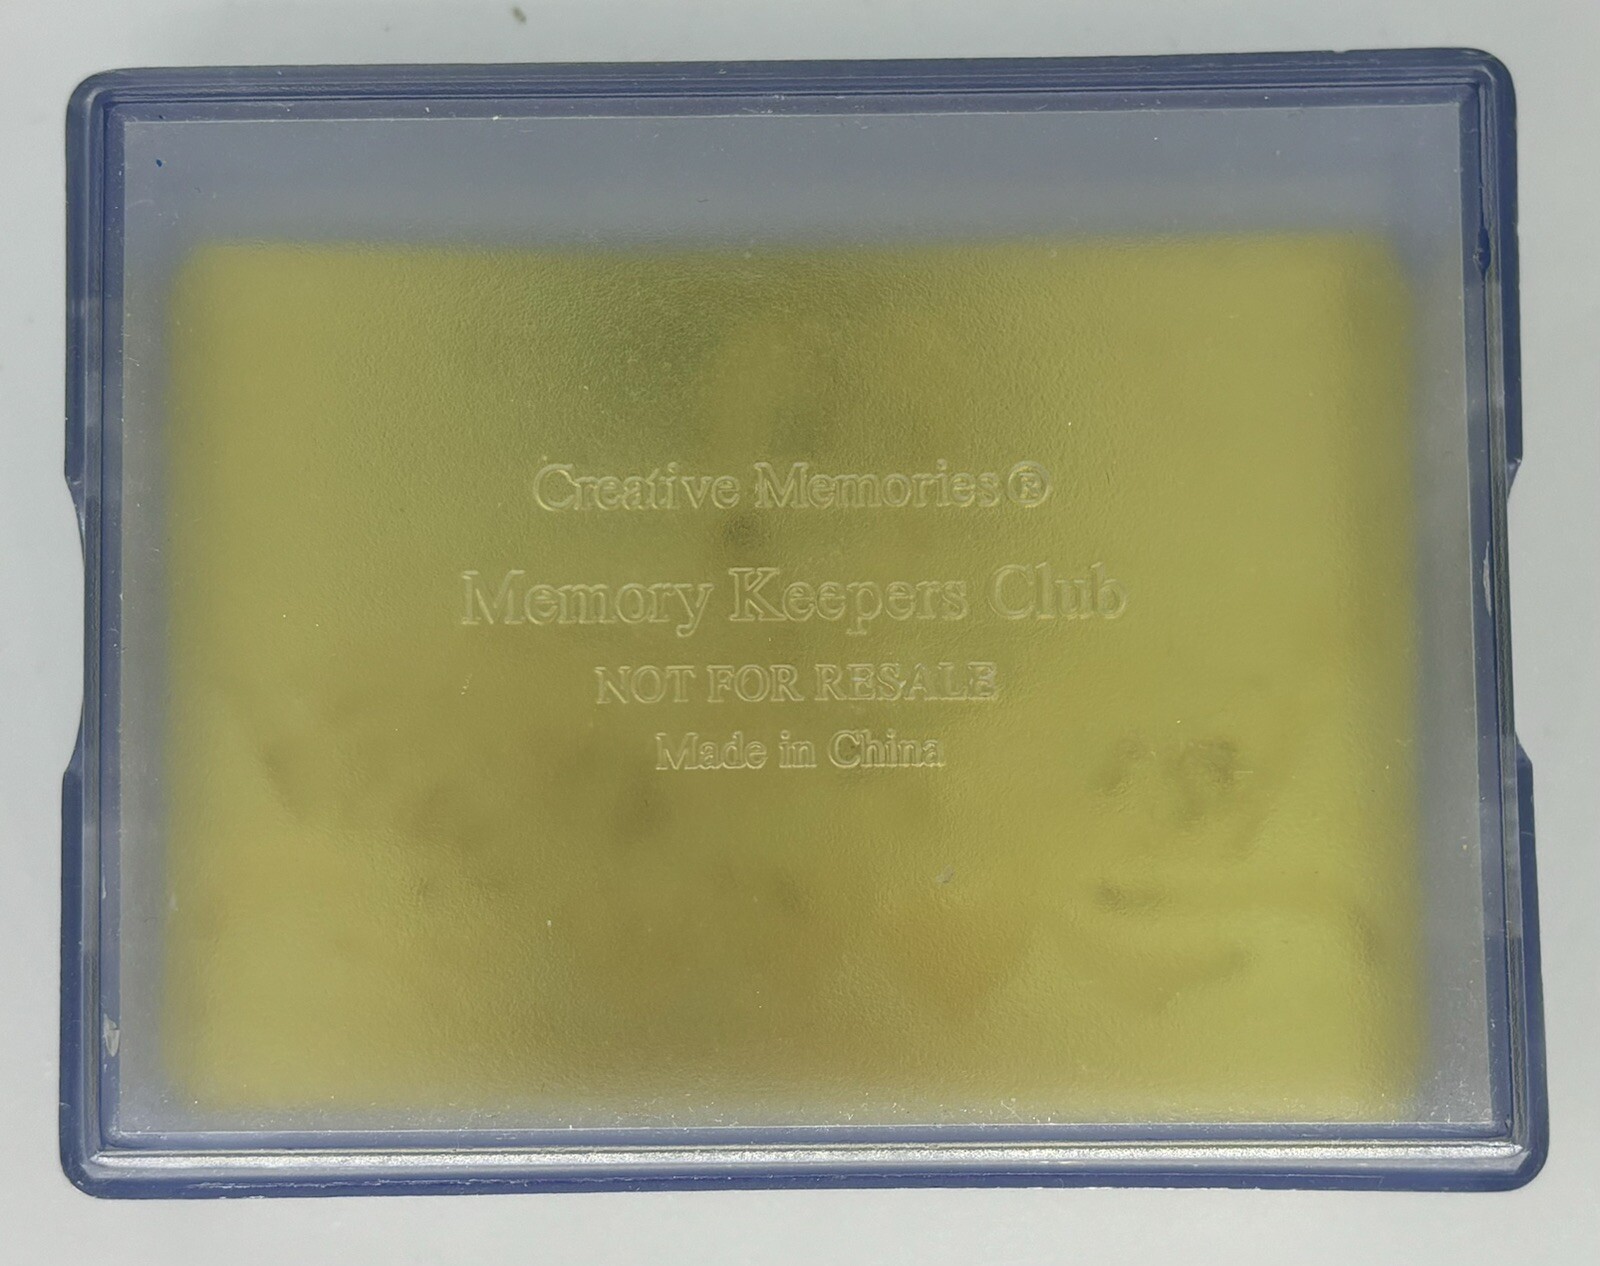 Creative Memories®
Memory Keepers Club
NOT FOR RESALE
Made in China